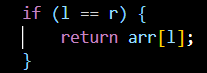 if (l == r) {
    return arr[l];
}